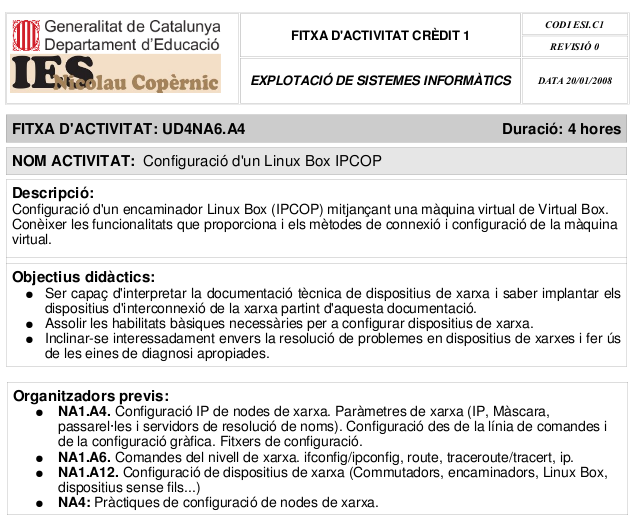 Generalitat de Catalunya
Departament d'Educació
IES
Nicolau Copèrnic
FITXA D'ACTIVITAT CRÈDIT 1
EXPLOTACIÓ DE SISTEMES INFORMÀTICS
CODI ESI.C1
REVISIÓ 0
DATA 20/01/2008
FITXA D'ACTIVITAT: UD4NA6.A4 Duració: 4 hores
NOM ACTIVITAT: Configuració d'un Linux Box IPCOP
Descripció:
Configuració d'un encaminador Linux Box (IPCOP) mitjançant una màquina virtual de Virtual Box.
Conèixer les funcionalitats que proporciona i els mètodes de connexió i configuració de la màquina
virtual.
Objectius didàctics:
● Ser capaç d'interpretar la documentació tècnica de dispositius de xarxa i saber implantar els
dispositius d'interconnexió de la xarxa partint d'aquesta documentació.
● Assolir les habilitats bàsiques necessàries per a configurar dispositius de xarxa.
● Inclinar-se interessadament envers la resolució de problemes en dispositius de xarxes i fer ús
de les eines de diagnosi apropiades.
Organitzadors previs:
● NA1.A4. Configuració IP de nodes de xarxa. Paràmetres de xarxa (IP, Màscara,
passarel·les i servidors de resolució de noms). Configuració des de la línia de comandes i
de la configuració gràfica. Fitxers de configuració.
● NA1.A6. Comandes del nivell de xarxa. ifconfig/ipconfig, route, traceroute/tracert, ip.
● NA1.A12. Configuració de dispositius de xarxa (Commutadors, encaminadors, Linux Box,
dispositius sense fils...)
● NA4: Pràctiques de configuració de nodes de xarxa.